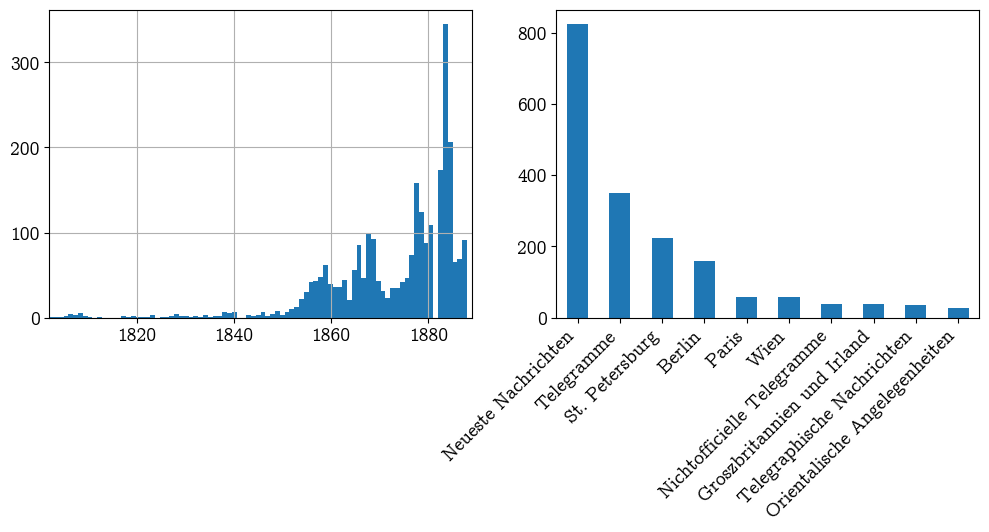 300
200
100
0
1820
1840
1860
1880
800
600
400
200
0
Neueste Nachrichten
Telegramme
St. Petersburg
Berlin
Paris
Wien
Nichtofficielle Telegramme
Groszbritannien und Irland
Telegraphische Nachrichten
Orientalische Angelegenheiten